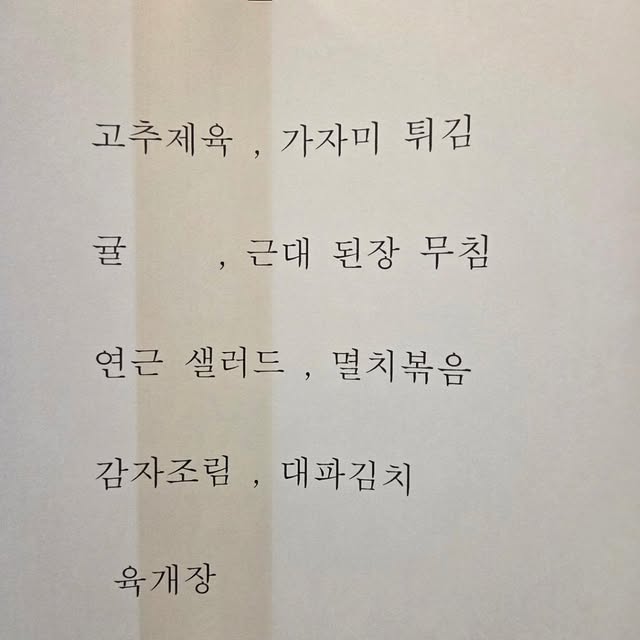 고추제육 , 가자미 튀김
귤 , 근대 된장 무침
연근 샐러드 , 멸치볶음
감자조림 , 대파김치
육개장